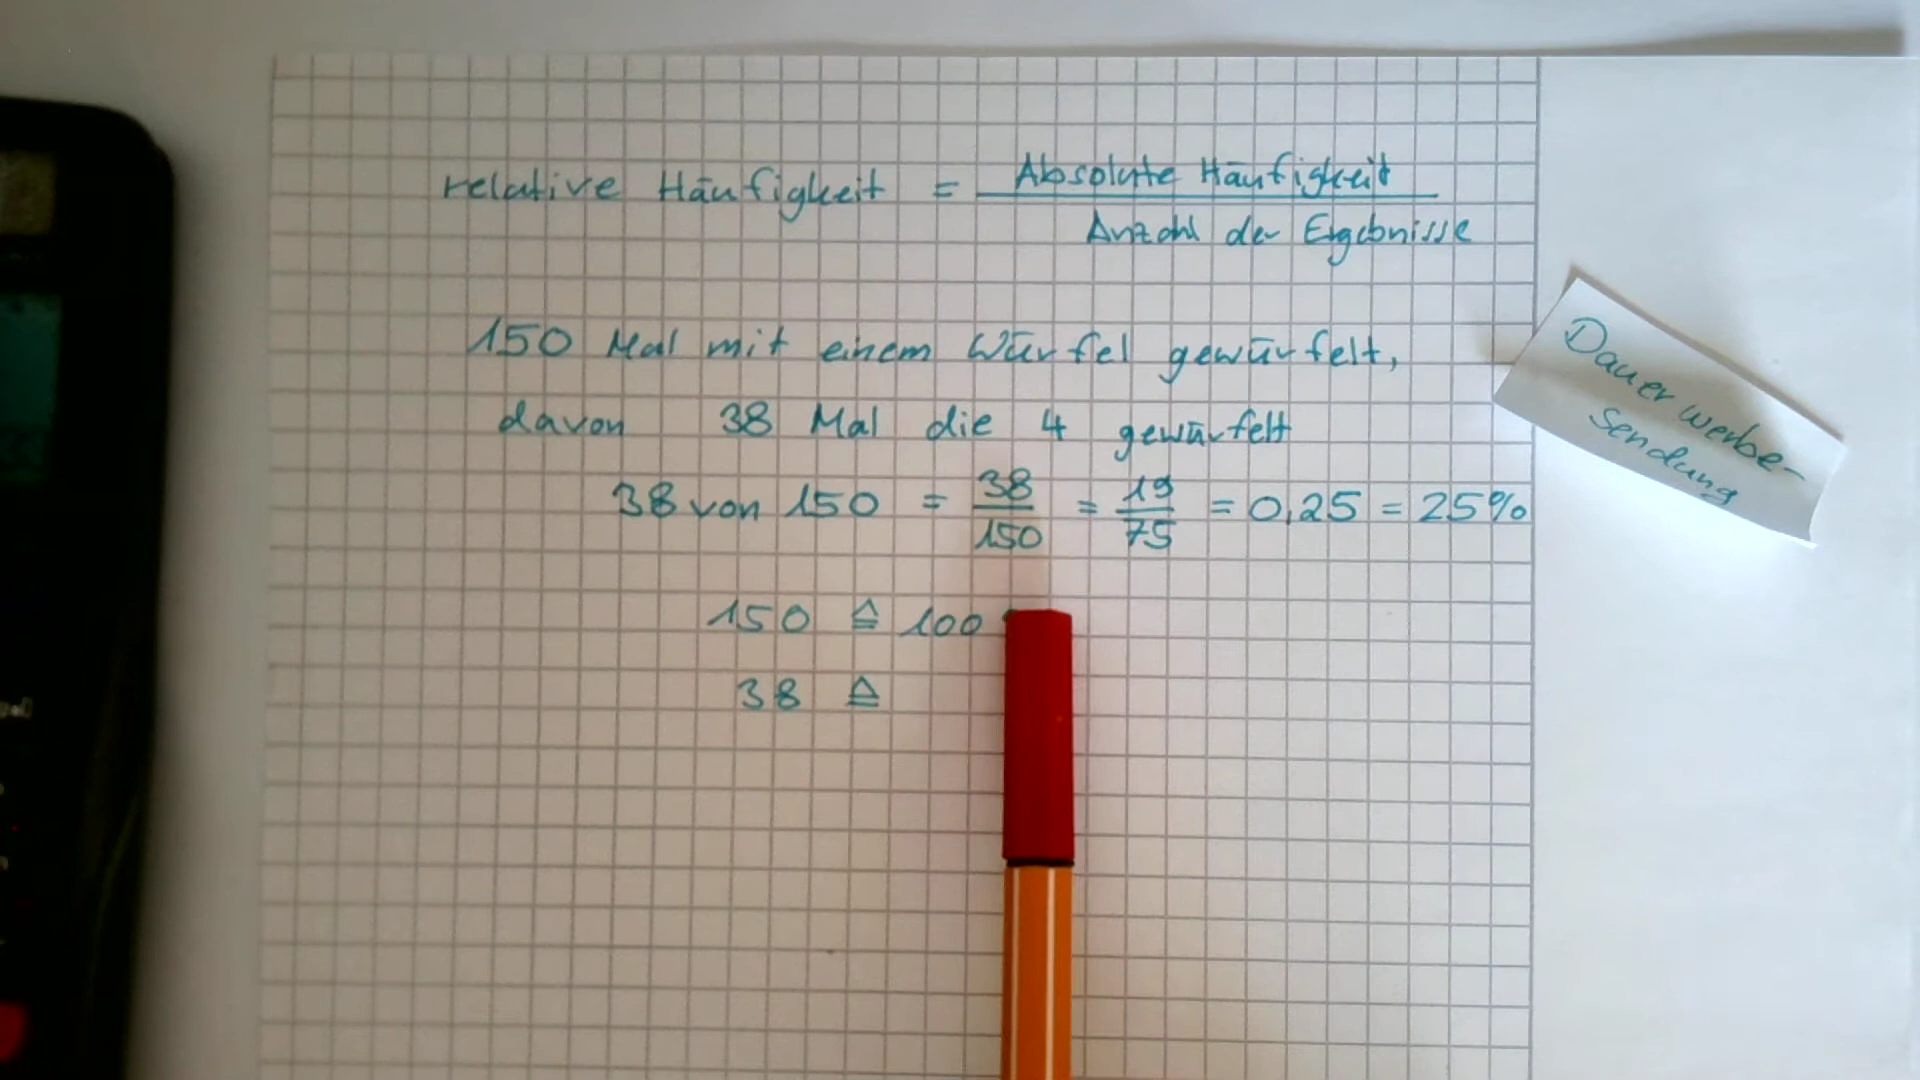 relative Häufigkeit = Absolute Häufigkeit / Anzahl der Ergebnisse
150 Mal mit einem Würfel gewürfelt,
davon 38 Mal die 4 gewürfelt
38 von 150 = 38/150 = 19/75 = 0,25 = 25%
150 ≙ 100
38 ≙
Dauerwerbe-
Sendung